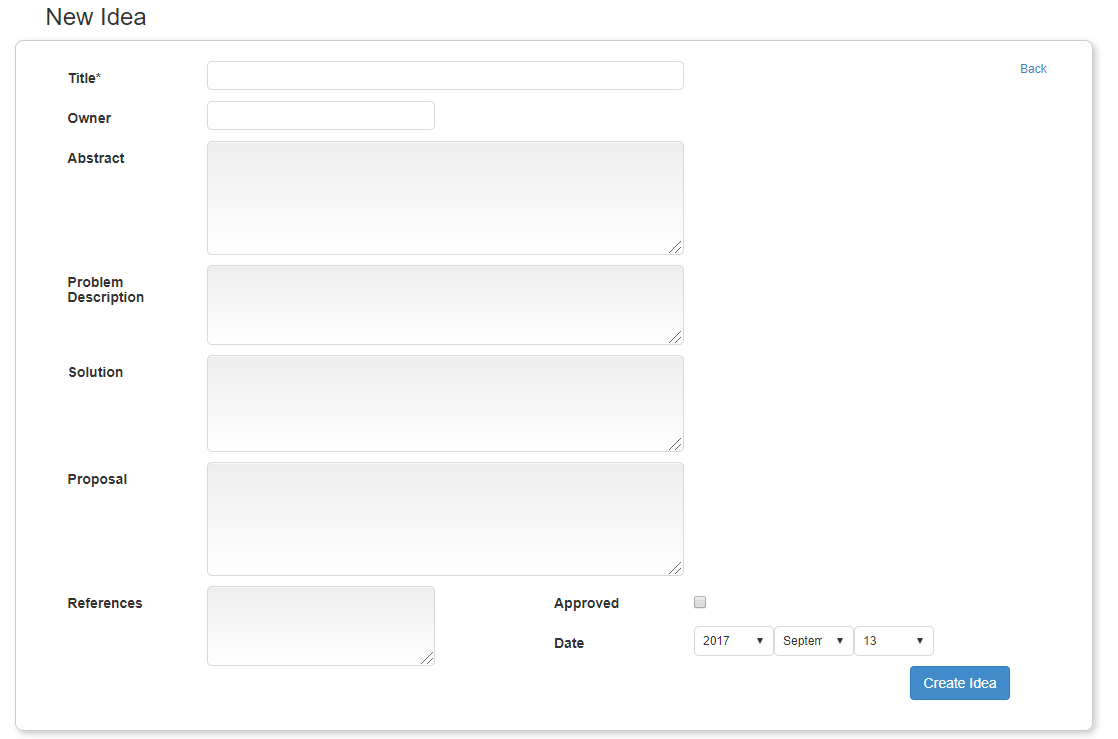 New Idea
Back
Title*
Owner
Abstract
Problem
Description
Solution
Proposal
References
Approved
Date
2017
Septem
13
Create Idea